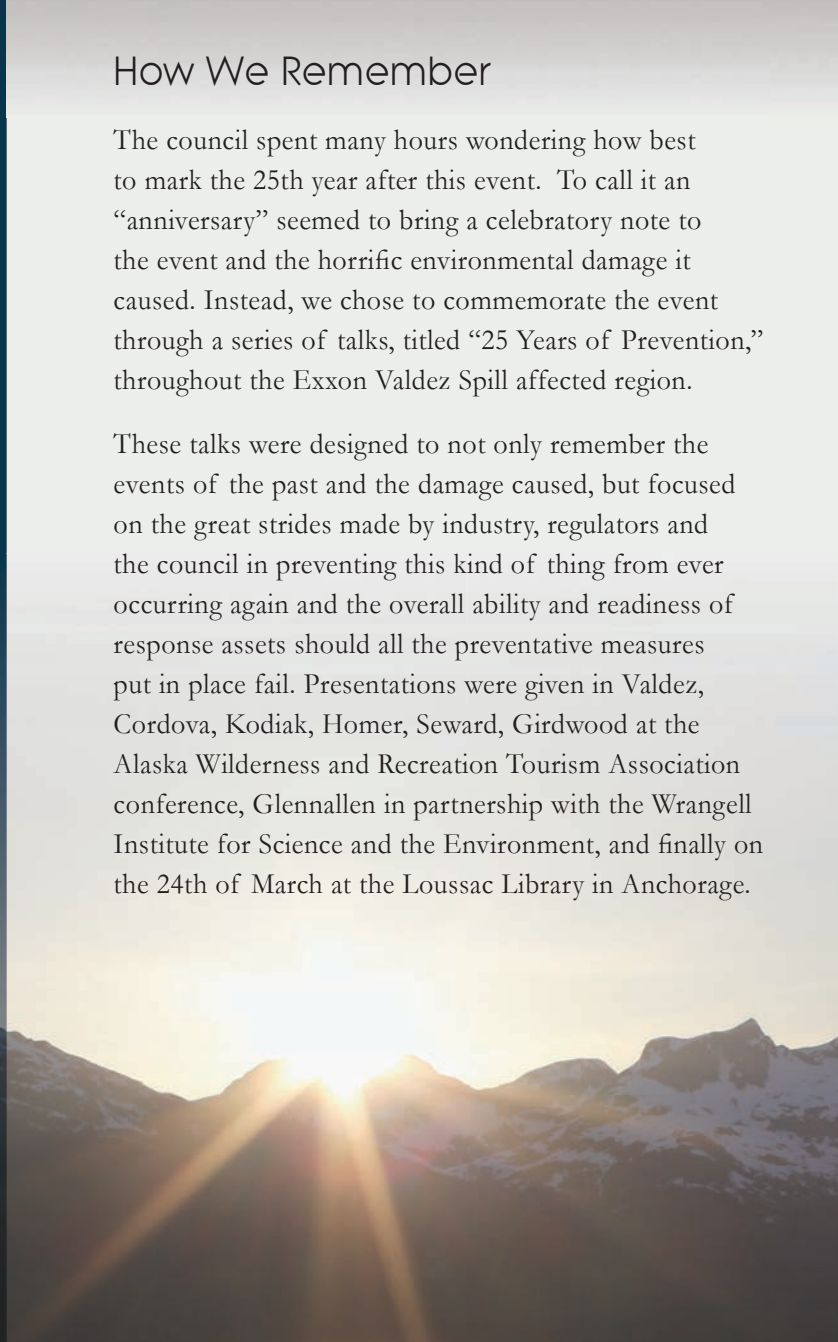 How We Remember
The council spent many hours wondering how best
to mark the 25th year after this event.  To call it an
“anniversary” seemed to bring a celebratory note to
the event and the horrific environmental damage it
caused. Instead, we chose to commemorate the event
through a series of talks, titled “25 Years of Prevention,”
throughout the Exxon Valdez Spill affected region.
These talks were designed to not only remember the
events of the past and the damage caused, but focused
on the great strides made by industry, regulators and
the council in preventing this kind of thing from ever
occurring again and the overall ability and readiness of
response assets should all the preventative measures
put in place fail. Presentations were given in Valdez,
Cordova, Kodiak, Homer, Seward, Girdwood at the
Alaska Wilderness and Recreation Tourism Association
conference, Glennallen in partnership with the Wrangell
Institute for Science and the Environment, and finally on
the 24th of March at the Loussac Library in Anchorage.